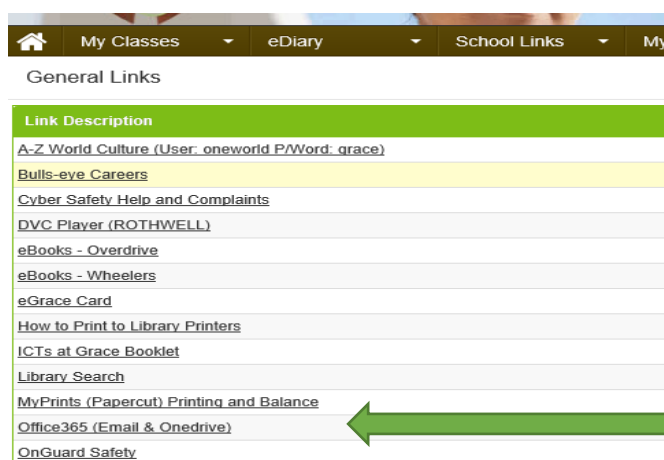 My Classes eDiary School Links My
General Links
Link Description
A-Z World Culture (User: oneworld P/Word: grace)
Bulls-eye Careers
Cyber Safety Help and Complaints
DVC Player (ROTHWELL)
eBooks - Overdrive
eBooks - Wheelers
eGrace Card
How to Print to Library Printers
ICTs at Grace Booklet
Library Search
MyPrints (Papercut) Printing and Balance
Office365 (Email & Onedrive)
OnGuard Safety